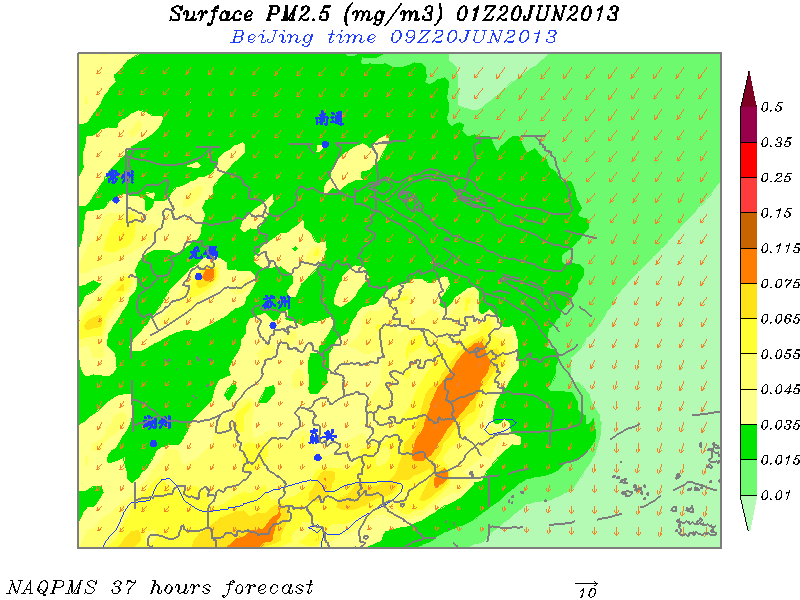 Surface PM2.5 (mg/m3) 01Z20JUN2013
BeiJing time 09Z20JUN2013
南通
常州
无锡
苏州
湖州
嘉兴
0.5
0.35
0.25
0.15
0.115
0.075
0.065
0.055
0.045
0.035
0.015
0.01
NAQPMS 37 hours forecast
10